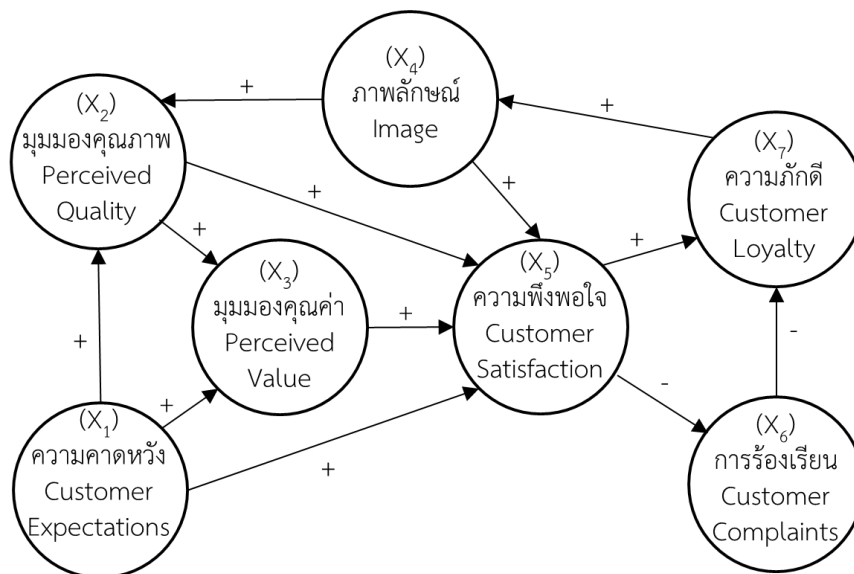 (X₄)
ภาพลักษณ์
Image
(X₂)
มุมมองคุณภาพ
Perceived
Quality
(X₇)
ความภักดี
Customer
Loyalty
(X₃)
มุมมองคุณค่า
Perceived
Value
(X₅)
ความพึงพอใจ
Customer
Satisfaction
(X₁)
ความคาดหวัง
Customer
Expectations
(X₆)
การร้องเรียน
Customer
Complaints
+
+
+
+
+
+
+
+
+
+
-
-